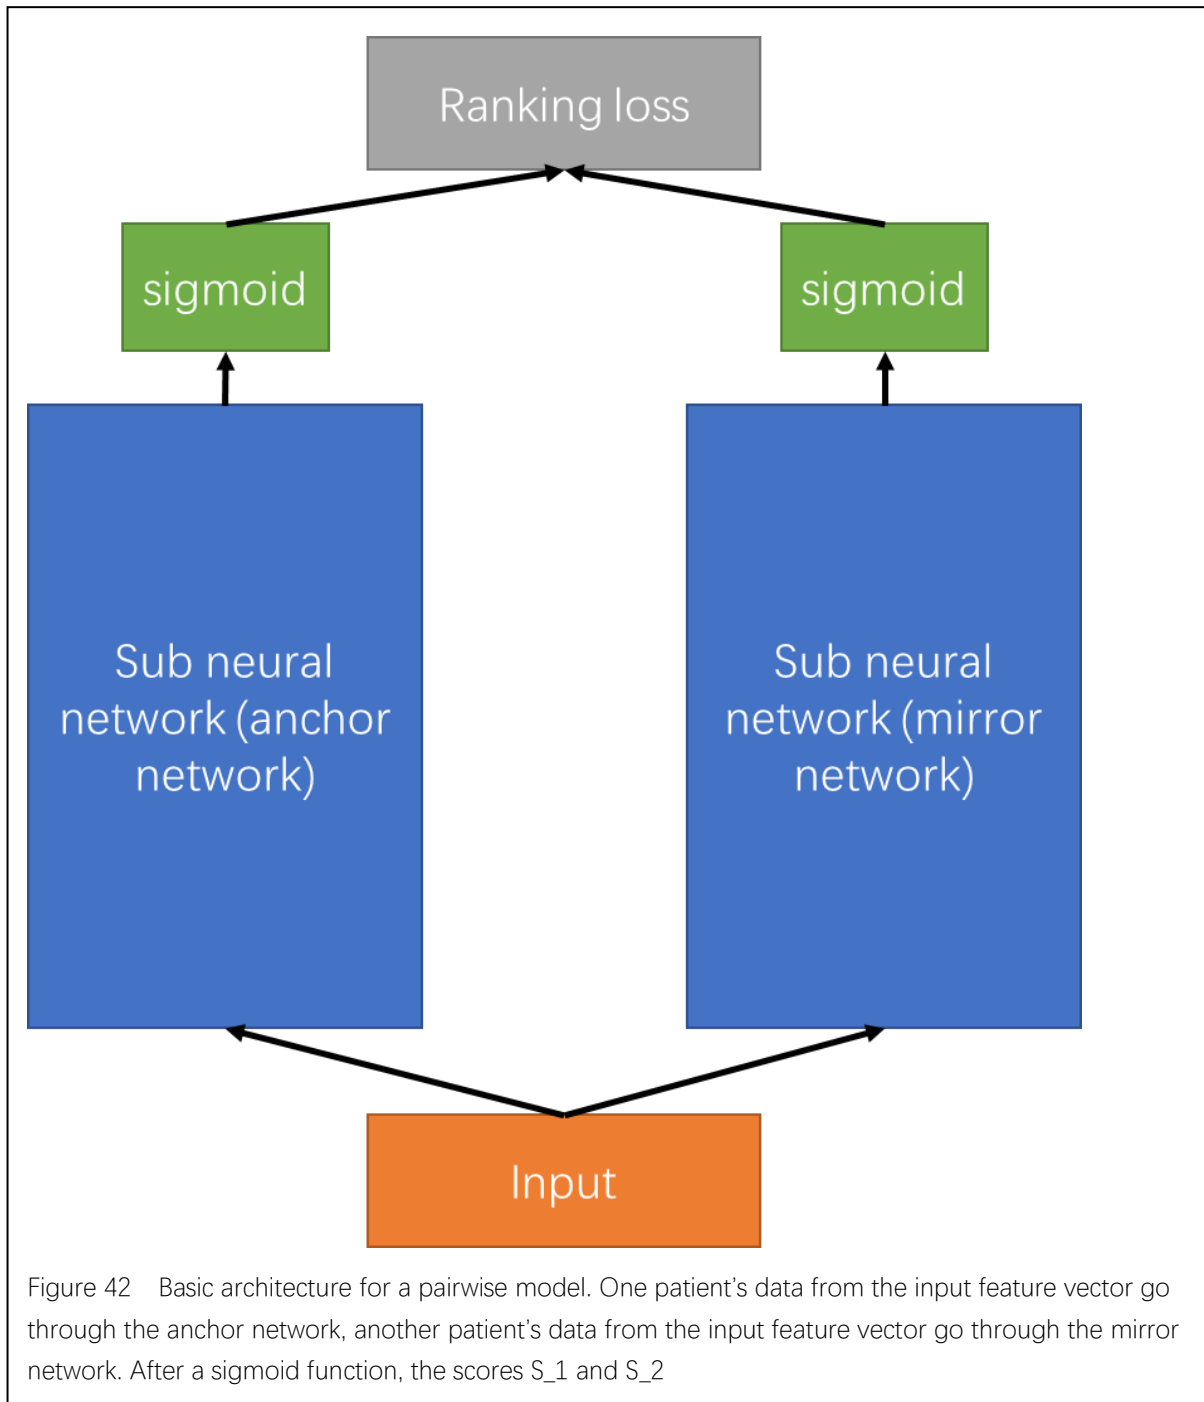 Ranking loss
sigmoid
sigmoid
Sub neural
network (anchor
network)
Sub neural
network (mirror
network)
Input
Figure 42    Basic architecture for a pairwise model. One patient’s data from the input feature vector go
through the anchor network, another patient’s data from the input feature vector go through the mirror
network. After a sigmoid function, the scores S_1 and S_2